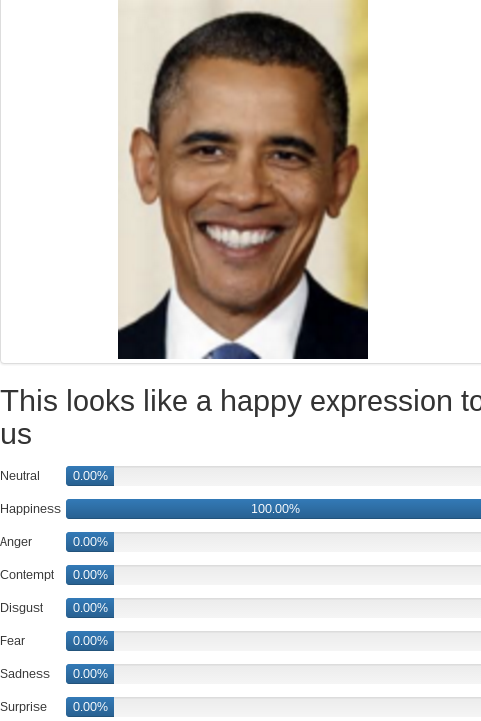 This looks like a happy expression to
us
Neutral 0.00%
Happiness 100.00%
Anger 0.00%
Contempt 0.00%
Disgust 0.00%
Fear 0.00%
Sadness 0.00%
Surprise 0.00%